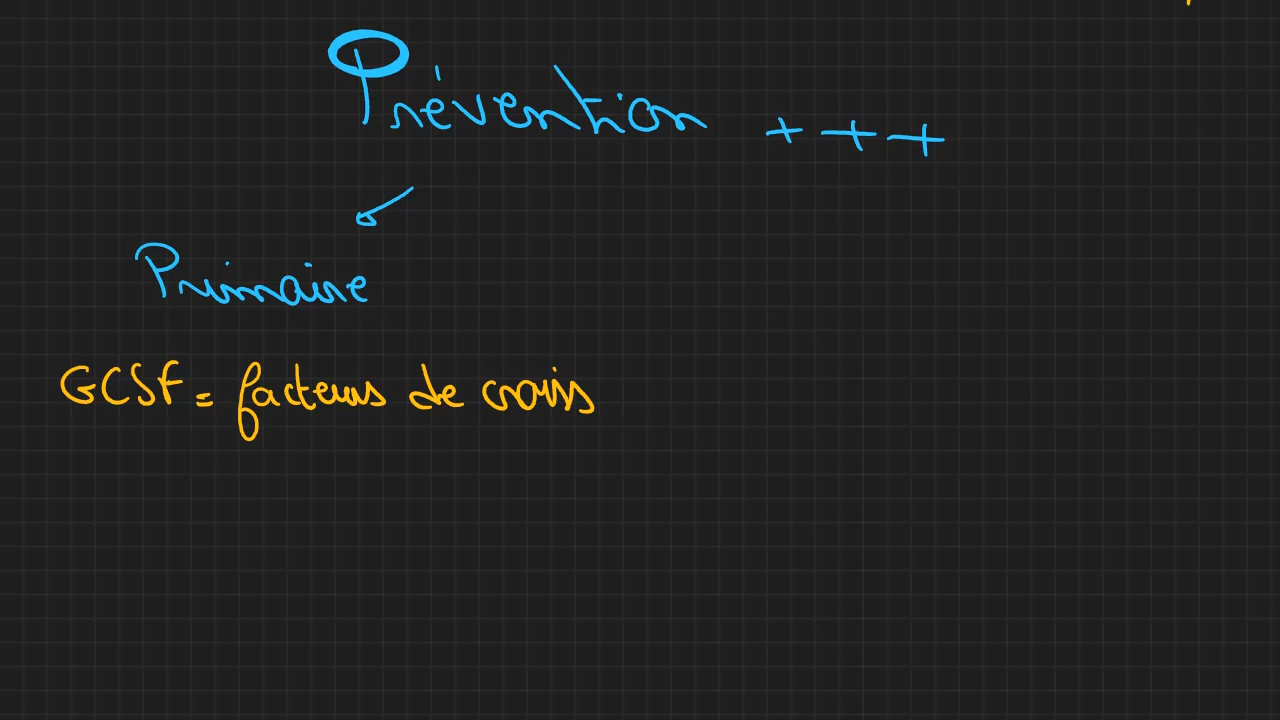 Prévention + + +
Primaire
GCSF = facteurs de croiss